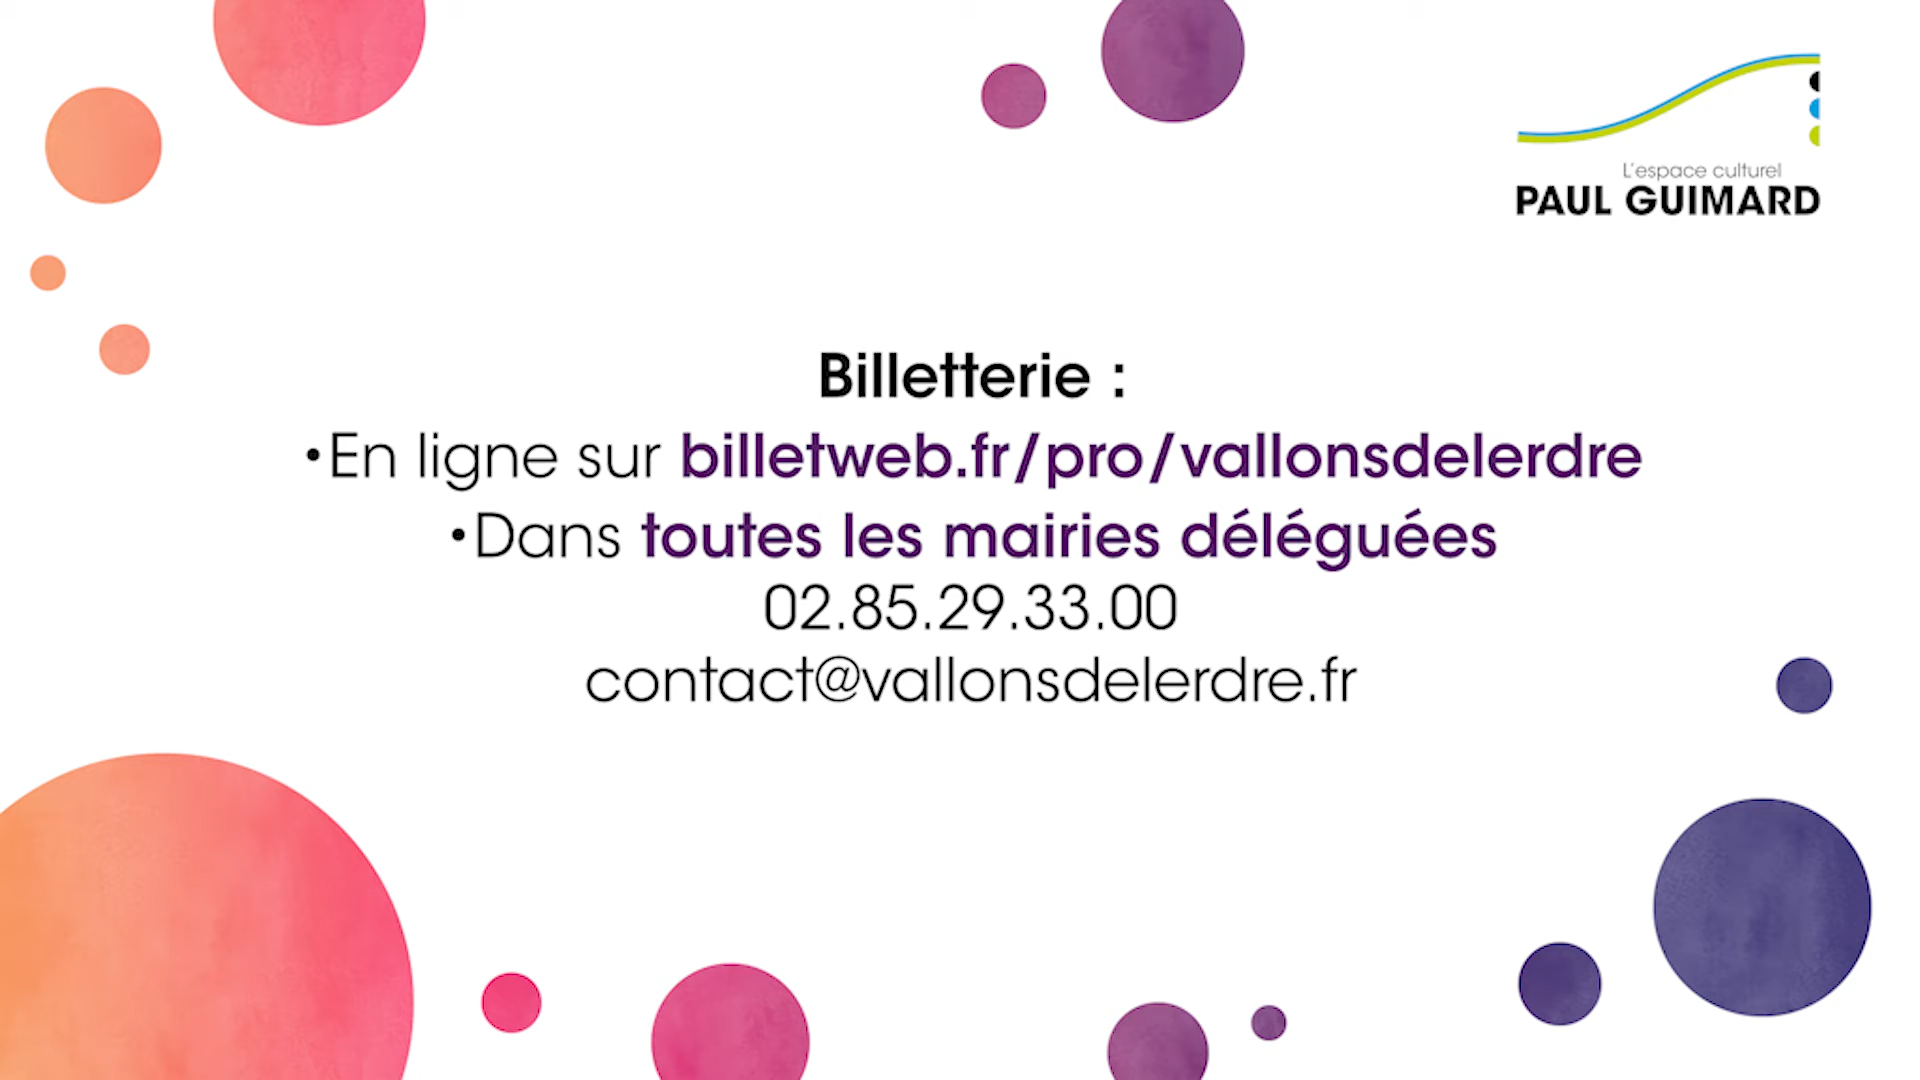 L'espace culturel
PAUL GUIMARD
Billetterie :
•En ligne sur billetweb.fr/pro/vallonsdelerdre
•Dans toutes les mairies déléguées
02.85.29.33.00
contact@vallonsdelerdre.fr